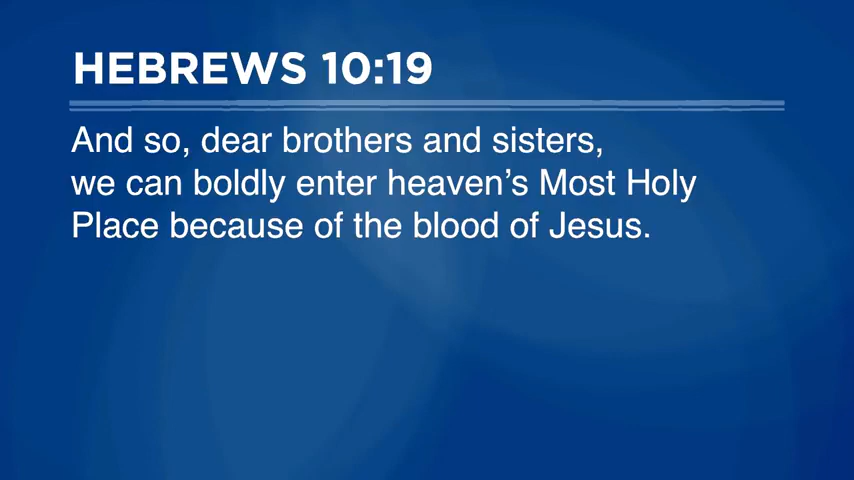 HEBREWS 10:19
And so, dear brothers and sisters,
we can boldly enter heaven’s Most Holy
Place because of the blood of Jesus.